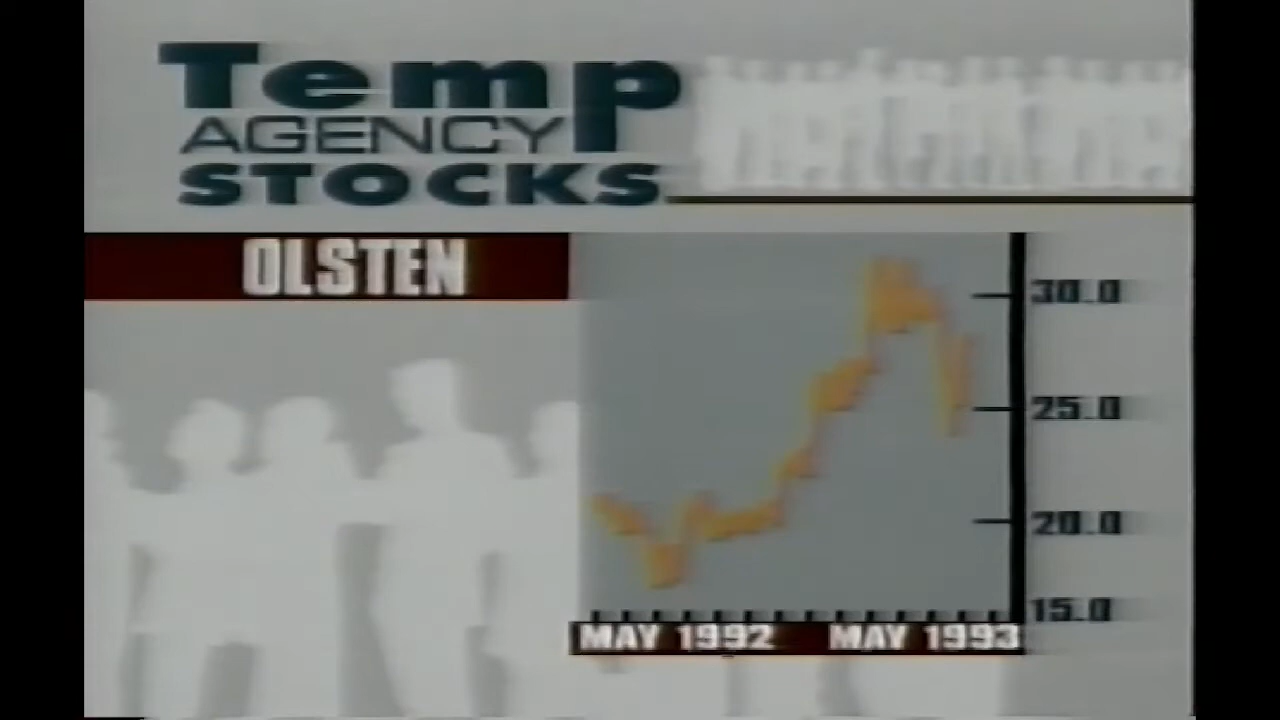 Temp
AGENCY
STOCKS
OLSTEN
30.0
25.0
20.0
15.0
MAY 1992 MAY 1993